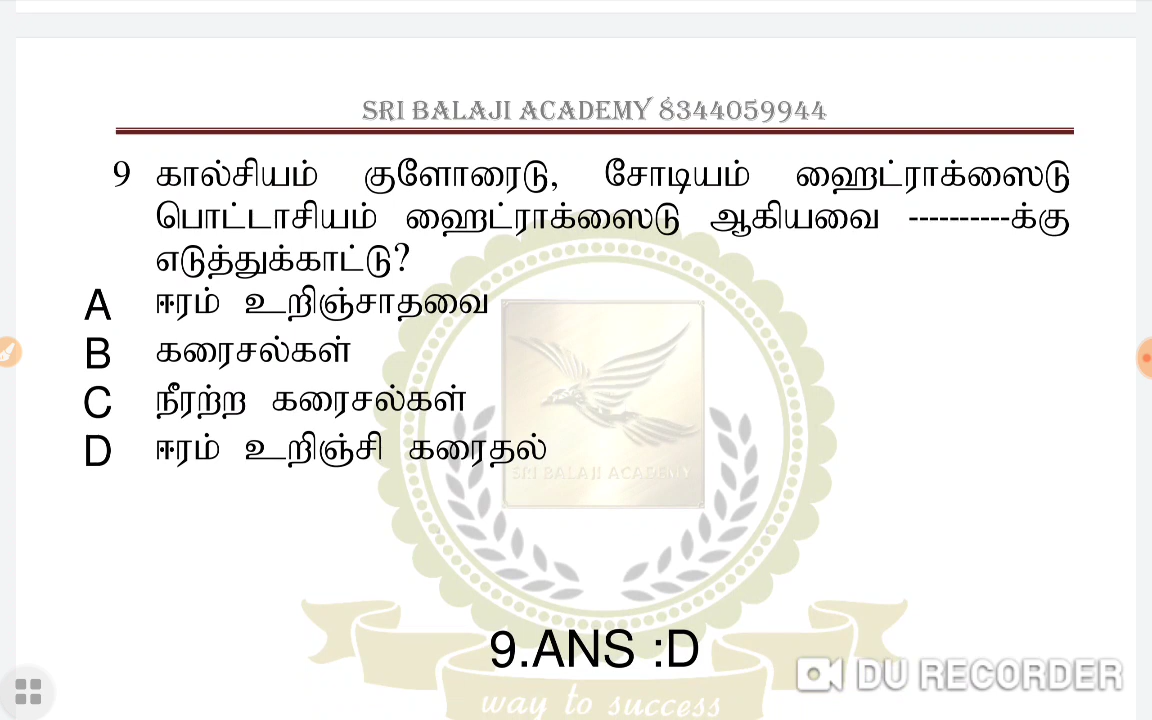 SRI BALAJI ACADEMY 8344059944
9 கால்சியம் குளோரைடு, சோடியம் ஹைட்ராக்ஸைடு
பொட்டாசியம் ஹைட்ராக்ஸைடு ஆகியவை ----------க்கு
எடுத்துக்காட்டு?
A ஈரம் உறிஞ்சாதவை
B கரைசல்கள்
C நீரற்ற கரைசல்கள்
D ஈரம் உறிஞ்சி கரைதல்
SRI BALAJI ACADEMY
9.ANS :D
DU RECORDER
way to success